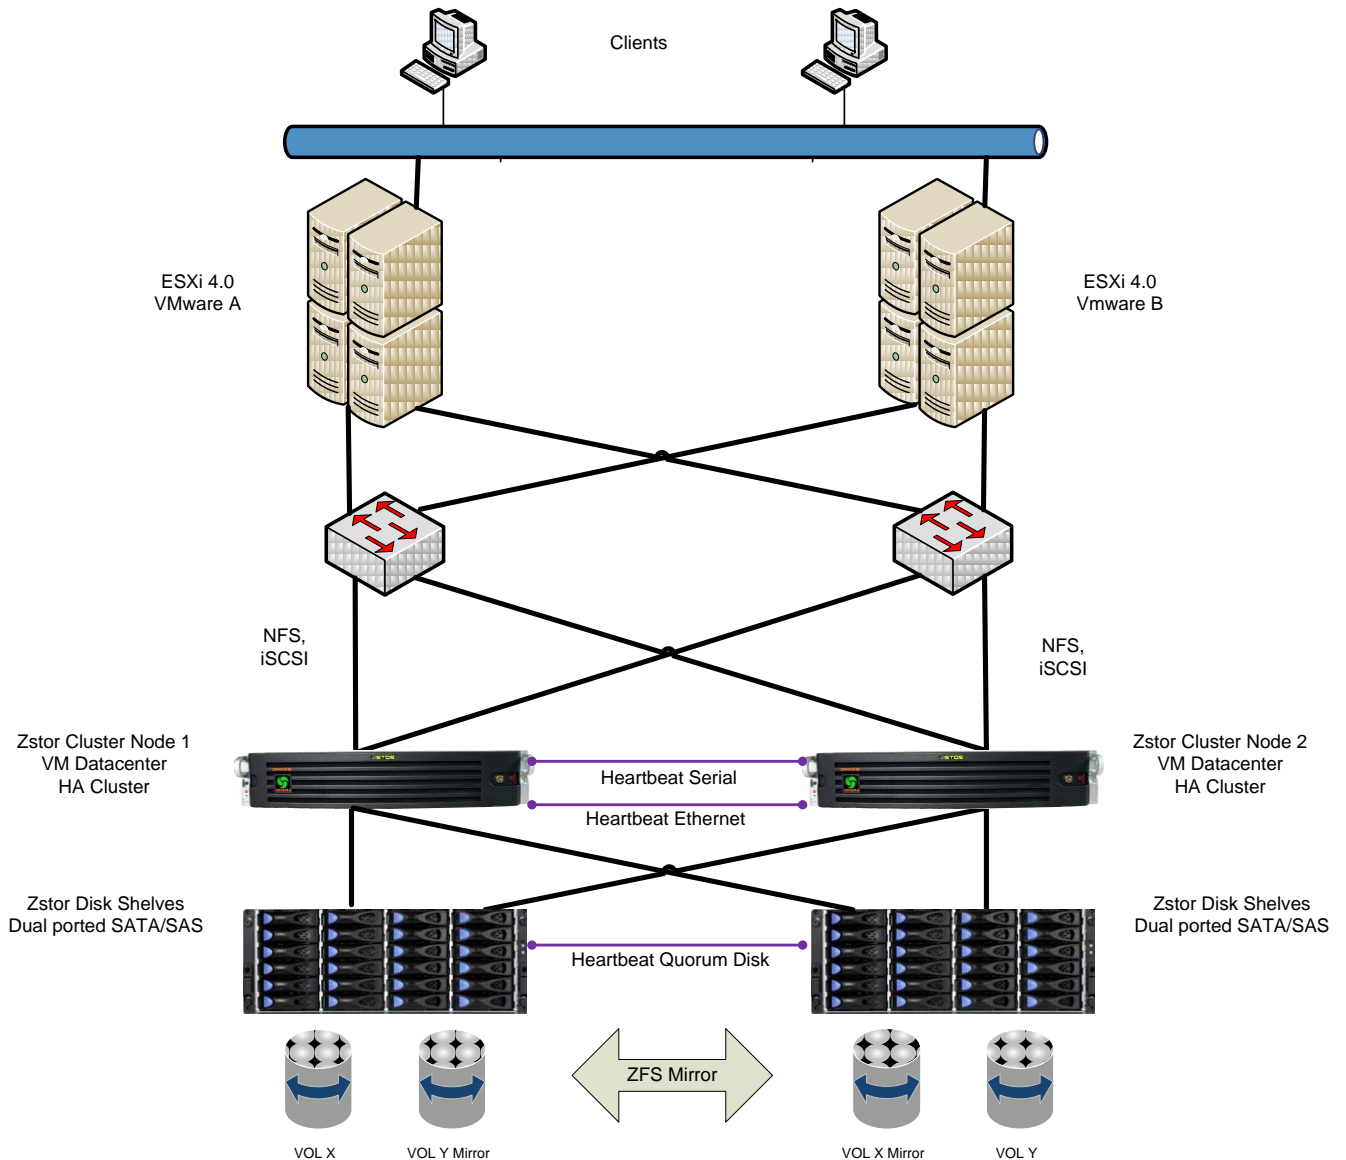 Clients
ESXi 4.0
VMware A
ESXi 4.0
Vmware B
NFS,
iSCSI
NFS,
iSCSI
Zstor Cluster Node 1
VM Datacenter
HA Cluster
Heartbeat Serial
Heartbeat Ethernet
Zstor Cluster Node 2
VM Datacenter
HA Cluster
Zstor Disk Shelves
Dual ported SATA/SAS
Heartbeat Quorum Disk
Zstor Disk Shelves
Dual ported SATA/SAS
ZFS Mirror
VOL X
VOL Y Mirror
VOL X Mirror
VOL Y